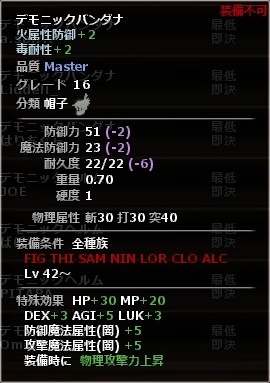 装備不可
デモニックバンダナ
火属性防御+2
毒耐性+2
品質 Master
グレード 16
分類 帽子
防御力 51 (-2)
魔法防御力 23 (-2)
耐久度 22/22 (-6)
重量 0.70
硬度 1
物理属性 斬30 打30 突40
装備条件 全種族
FIG THI SAM NIN LOR CLO ALC
Lv 42～
特殊効果 HP+30 MP+20
DEX+3 AGI+5 LUK+3
防御魔法属性(闇) +5
攻撃魔法属性(闇) +5
装備時に 物理攻撃力上昇